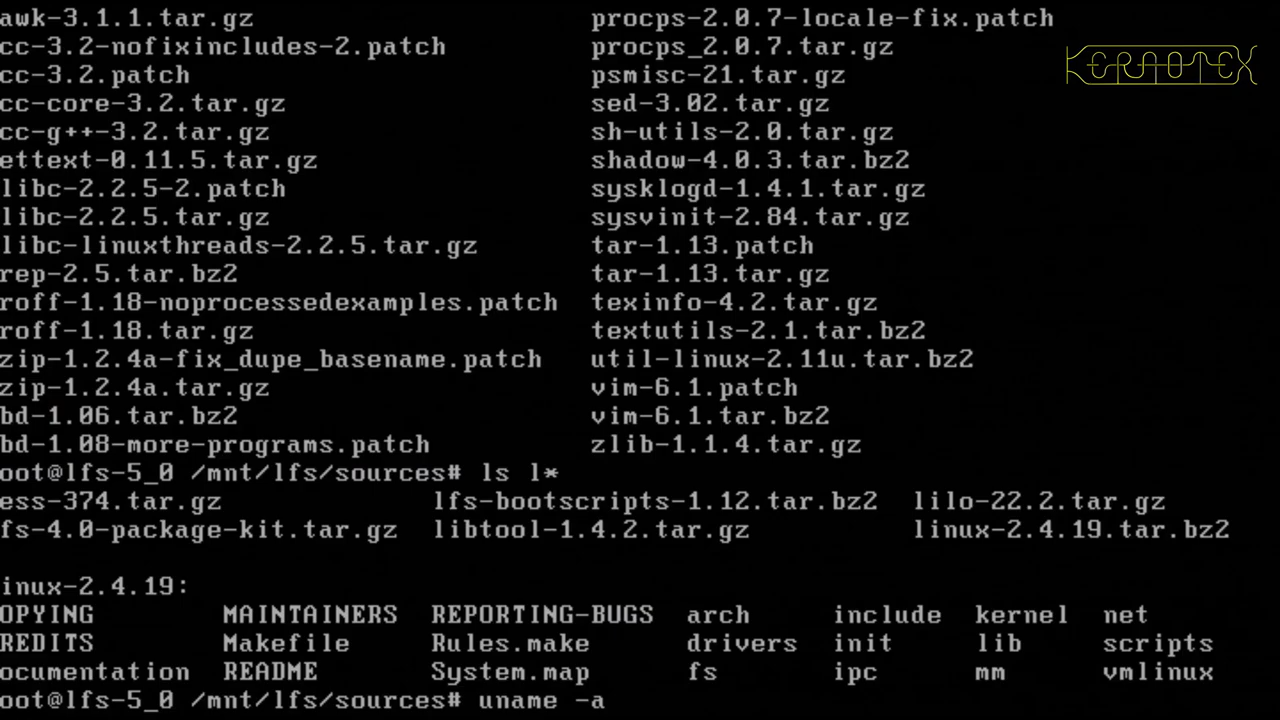 awk-3.1.1.tar.gz procps-2.0.7-locale-fix.patch
cc-3.2-nofixincludes-2.patch procps_2.0.7.tar.gz
cc-3.2.patch psmisc-21.tar.gz
cc-core-3.2.tar.gz sed-3.02.tar.gz
cc-g++-3.2.tar.gz sh-utils-2.0.tar.gz
ettext-0.11.5.tar.gz shadow-4.0.3.tar.bz2
libc-2.2.5-2.patch sysklogd-1.4.1.tar.gz
libc-2.2.5.tar.gz sysvinit-2.84.tar.gz
libc-linuxthreads-2.2.5.tar.gz tar-1.13.patch
rep-2.5.tar.bz2 tar-1.13.tar.gz
roff-1.18-noprocessedexamples.patch texinfo-4.2.tar.gz
roff-1.18.tar.gz textutils-2.1.tar.bz2
zip-1.2.4a-fix_dupe_basename.patch util-linux-2.11u.tar.bz2
zip-1.2.4a.tar.gz vim-6.1.patch
bd-1.06.tar.bz2 vim-6.1.tar.bz2
bd-1.08-more-programs.patch zlib-1.1.4.tar.gz
oot@lfs-5_0 /mnt/lfs/sources# ls l*
ess-374.tar.gz lfs-bootscripts-1.12.tar.bz2 lilo-22.2.tar.gz
fs-4.0-package-kit.tar.gz libtool-1.4.2.tar.gz linux-2.4.19.tar.bz2
inux-2.4.19:
OPYING MAINTAINERS REPORTING-BUGS arch include kernel net
REDITS Makefile Rules.make drivers init lib scripts
ocumentation README System.map fs ipc mm vmlinux
oot@lfs-5_0 /mnt/lfs/sources# uname -a
KERNOTEX